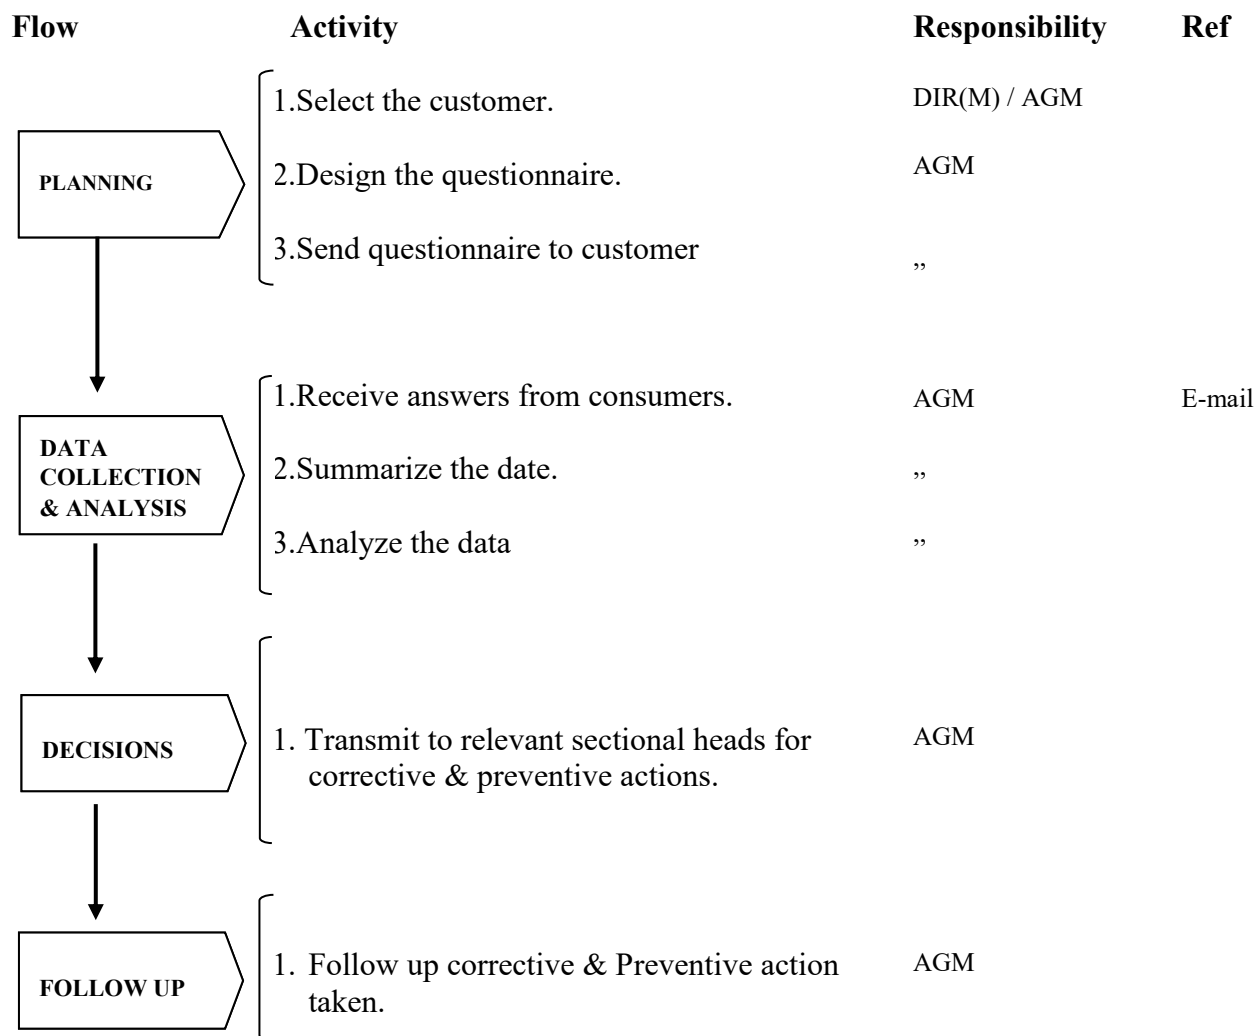 Flow Activity Responsibility Ref
1.Select the customer. DIR(M) / AGM
PLANNING 2.Design the questionnaire. AGM
3.Send questionnaire to customer ,,
1.Receive answers from consumers. AGM E-mail
DATA
COLLECTION
& ANALYSIS
2.Summarize the date. ,,
3.Analyze the data ,,
DECISIONS
1. Transmit to relevant sectional heads for AGM
corrective & preventive actions.
FOLLOW UP
1. Follow up corrective & Preventive action AGM
taken.